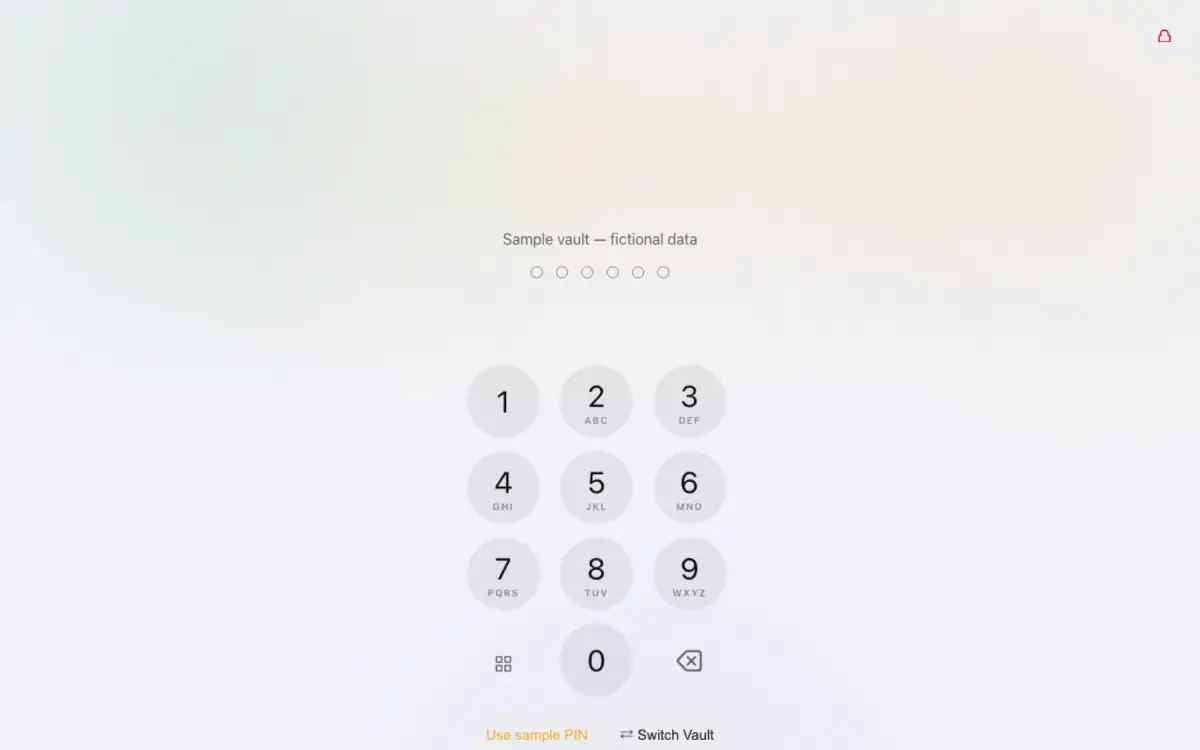 Sample vault — fictional data
1
2
ABC
3
DEF
4
GHI
5
JKL
6
MNO
7
PQRS
8
TUV
9
WXYZ
0
Use sample PIN
Switch Vault